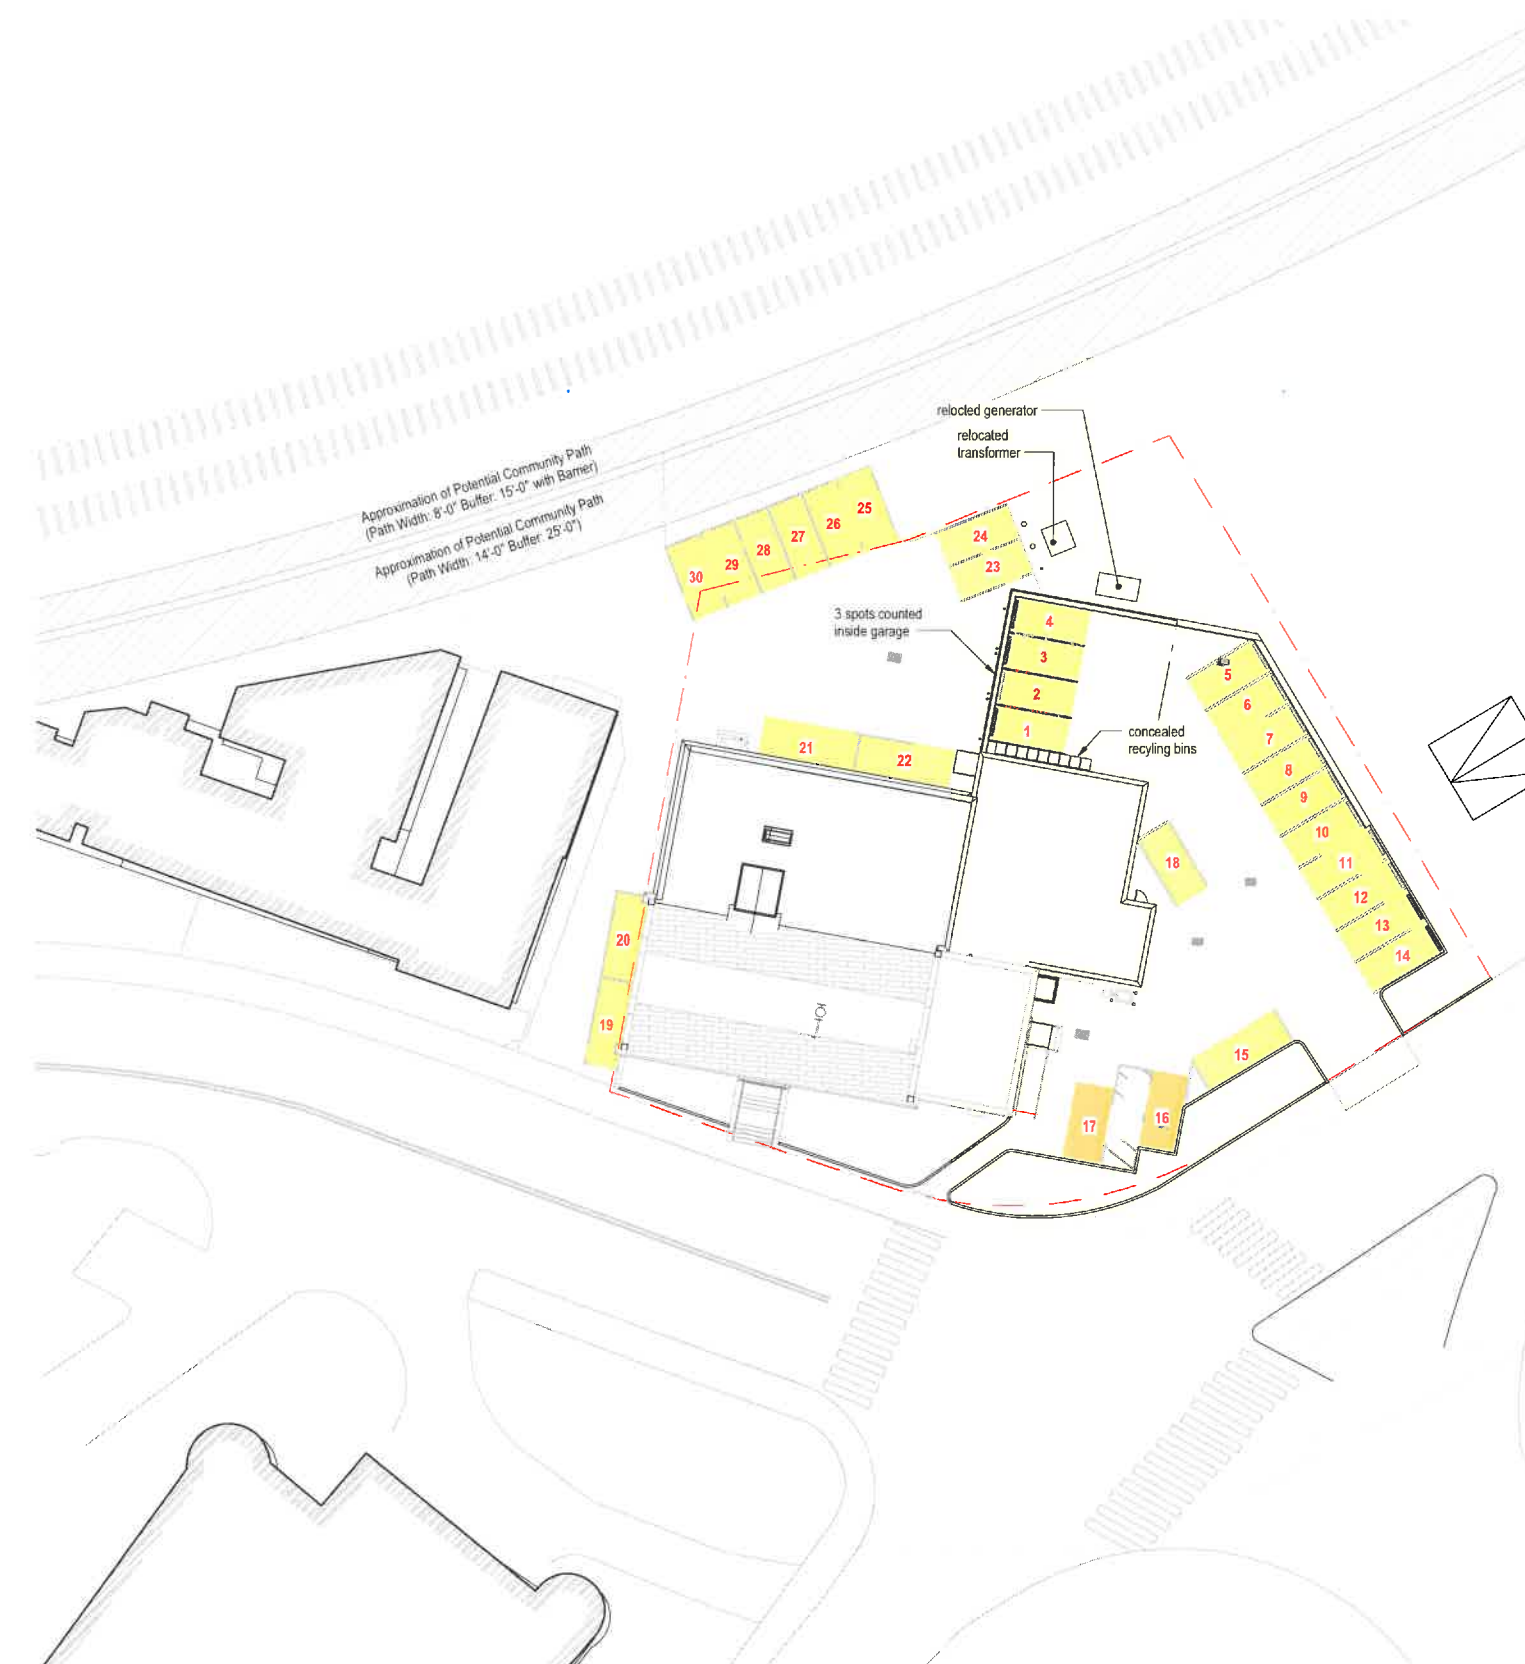 relocted generator
relocated
transformer
Approximation of Potential Community Path
(Path Width: 8'-0" Buffer: 15'-0" with Barrier)
Approximation of Potential Community Path
(Path Width: 14'-0" Buffer: 25'-0")
25
26
27
28
29
30
24
23
3 spots counted
inside garage
4
3
2
1
concealed
recyling bins
5
6
7
8
9
10
11
12
13
14
21
22
18
20
19
15
16
17